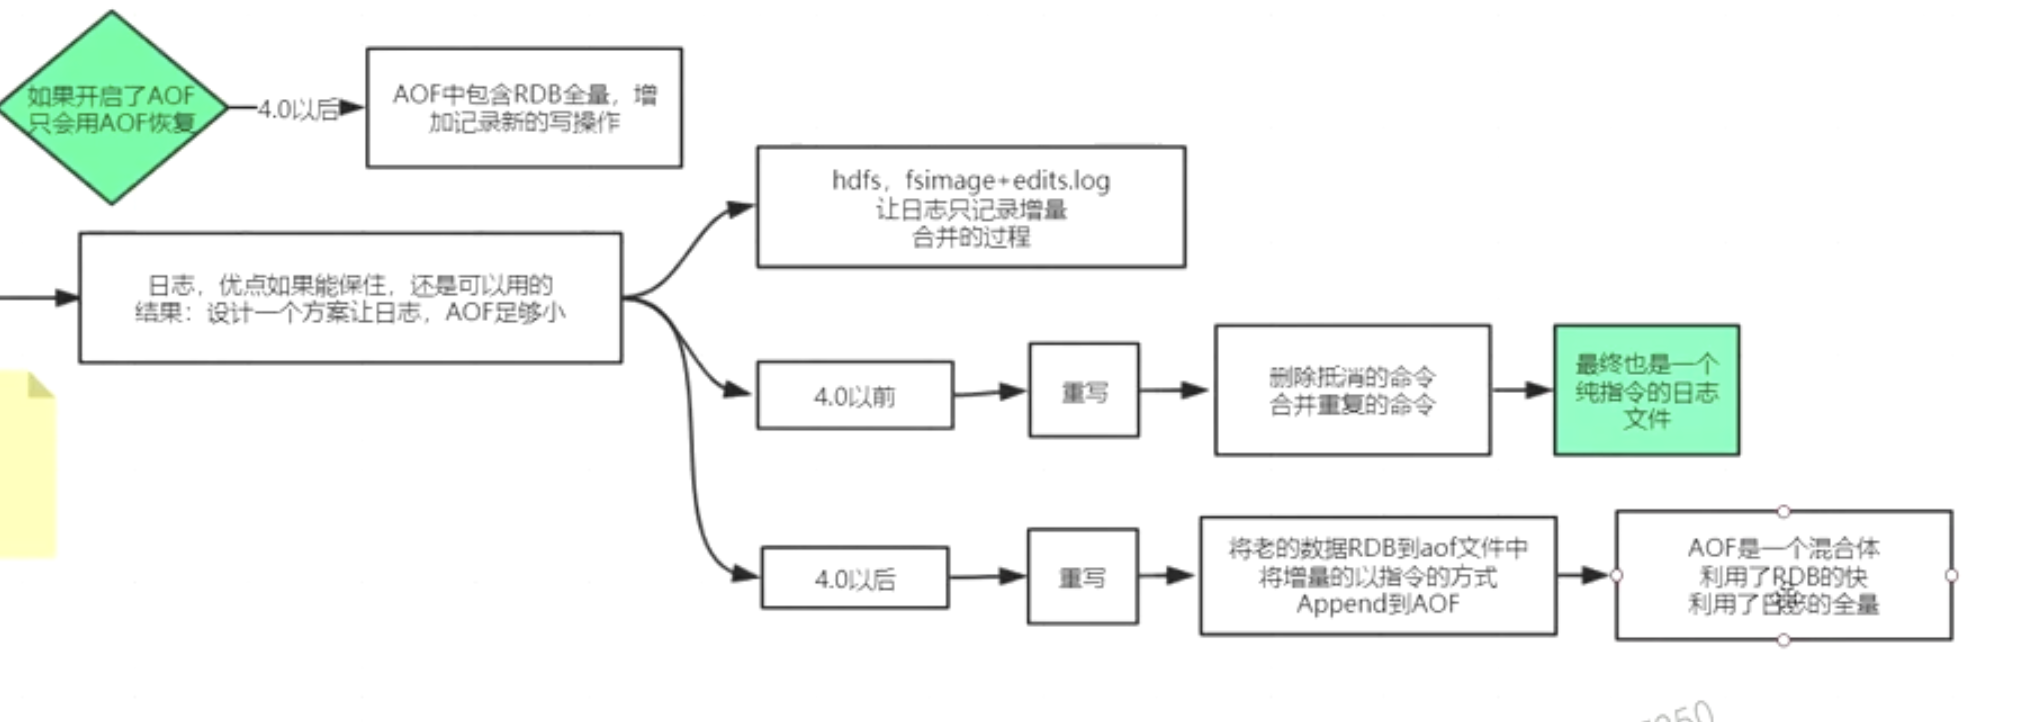 如果开启了AOF
只会用AOF恢复
4.0以后
AOF中包含RDB全量，增
加记录新的写操作
hdfs，fsimage+edits.log
让日志只记录增量
合并的过程
日志，优点如果能保住，还是可以用的
结果：设计一个方案让日志，AOF足够小
4.0以前
重写
删除抵消的命令
合并重复的命令
最终也是一个
纯指令的日志
文件
4.0以后
重写
将老的数据RDB到aof文件中
将增量的以指令的方式
Append到AOF
AOF是一个混合体
利用了RDB的快
利用了日志的全量